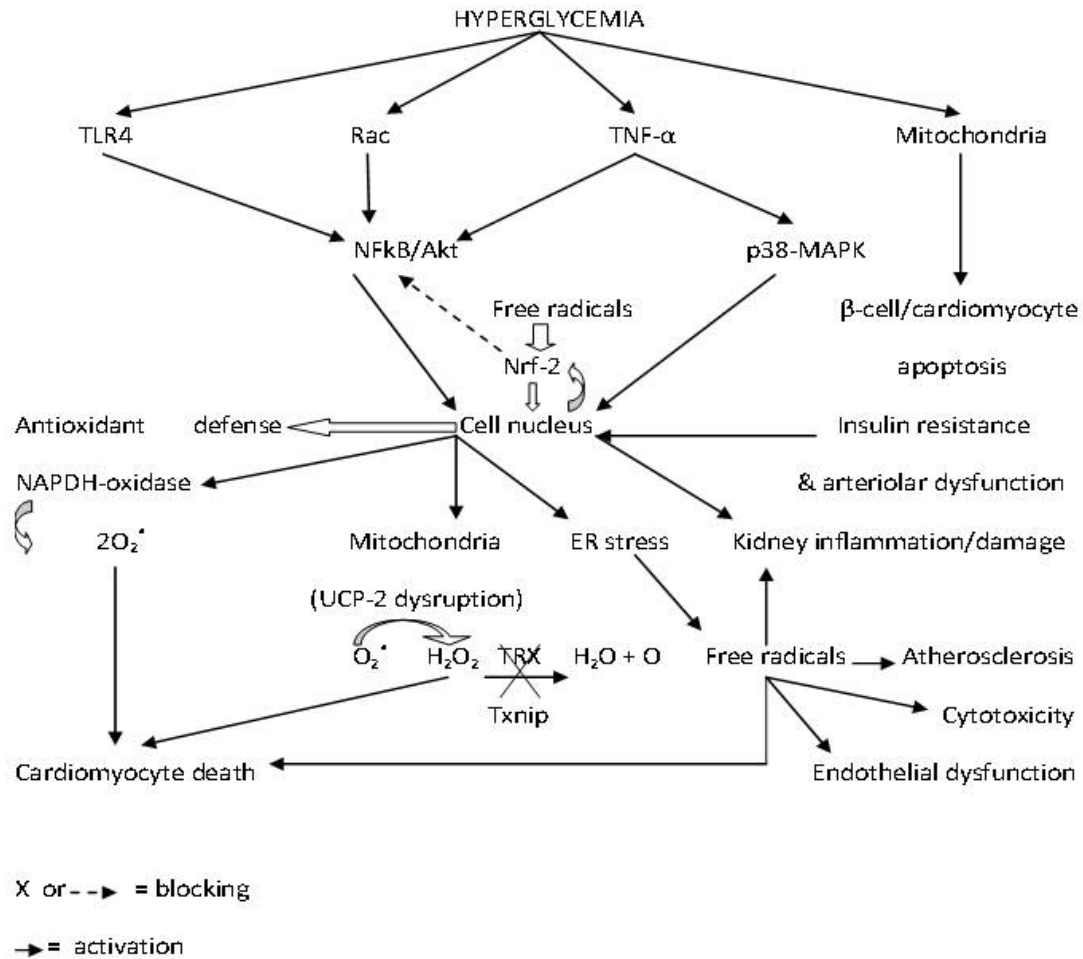 HYPERGLYCEMIA
TLR4 Rac TNF-α Mitochondria
NFkB/Akt p38-MAPK
Free radicals β-cell/cardiomyocyte
Nrf-2 apoptosis
Antioxidant defense Cell nucleus Insulin resistance
NAPDH-oxidase & arteriolar dysfunction
2O₂• Mitochondria ER stress Kidney inflammation/damage
(UCP-2 dysruption)
O₂• H₂O₂ TRX H₂O + O Free radicals Atherosclerosis
Txnip Cytotoxicity
Cardiomyocyte death Endothelial dysfunction
X or = blocking
= activation